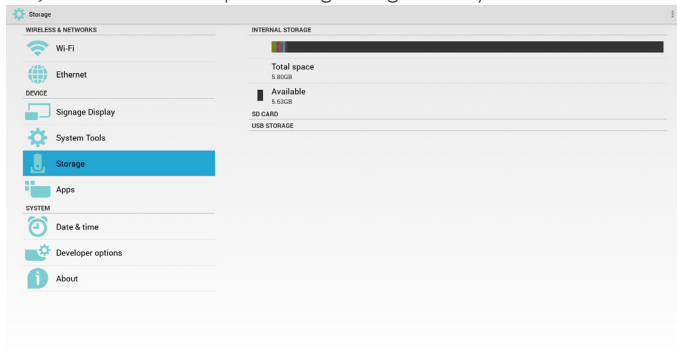 Storage
WIRELESS & NETWORKS
Wi-Fi
Ethernet
DEVICE
Signage Display
System Tools
Storage
Apps
SYSTEM
Date & time
Developer options
About
INTERNAL STORAGE
Total space
5.80GB
Available
5.63GB
SD CARD
USB STORAGE